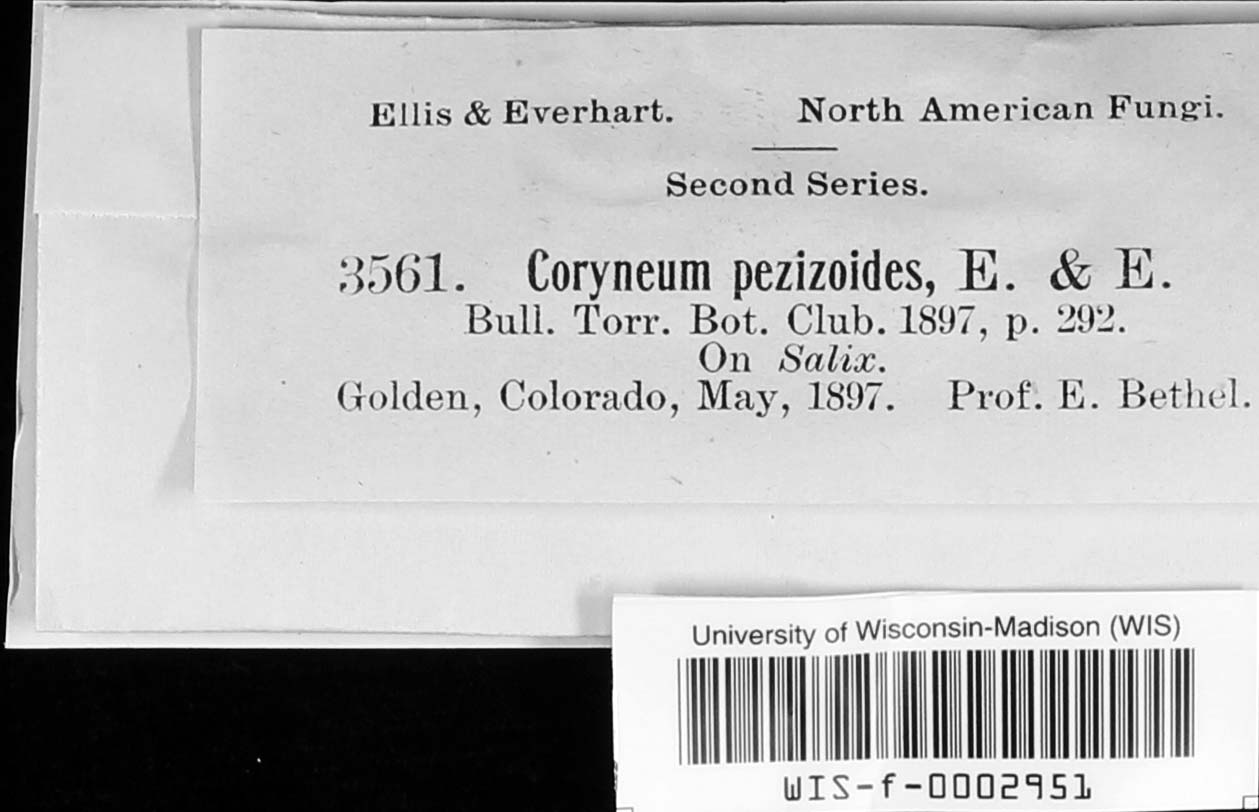 Ellis & Everhart. North American Fungi.
Second Series.
3561. Coryneum pezizoides, E. & E.
Bull. Torr. Bot. Club. 1897, p. 292.
On Salix.
Golden, Colorado, May, 1897. Prof. E. Bethel.
University of Wisconsin-Madison (WIS)
WIS-f-0002951